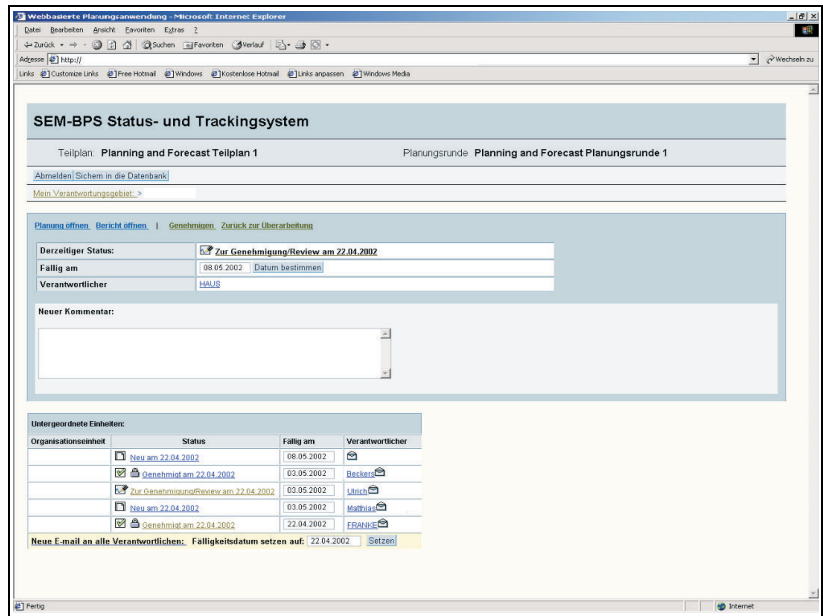 Webbasierte Planungsanwendung - Microsoft Internet Explorer
Datei Bearbeiten Ansicht Favoriten Extras ?
Zurück Suchen Favoriten Verlauf
Adresse http:// Wechseln zu
Links Customize Links Free Hotmail Windows Kostenlose Hotmail Links anpassen Windows Media
SEM-BPS Status- und Trackingsystem
Teilplan: Planning and Forecast Teilplan 1 Planungsrunde Planning and Forecast Planungsrunde 1
Abmelden Sichern in die Datenbank
Mein Verantwortungsgebiet: >
Planung öffnen Bericht öffnen | Genehmigen Zurück zur Überarbeitung
Derzeitiger Status: Zur Genehmigung/Review am 22.04.2002
Fällig am 08.05.2002 Datum bestimmen
Verantwortlicher HAUS
Neuer Kommentar:
Untergeordnete Einheiten:
Organisationseinheit Status Fällig am Verantwortlicher
Neu am 22.04.2002 08.05.2002
Genehmigt am 22.04.2002 03.05.2002 Beckers
Zur Genehmigung/Review am 22.04.2002 03.05.2002 Ulrich
Neu am 22.04.2002 03.05.2002 Matthias
Genehmigt am 22.04.2002 22.04.2002 FRANKE
Neue E-mail an alle Verantwortlichen: Fälligkeitsdatum setzen auf: 22.04.2002 Setzen
Fertig Internet